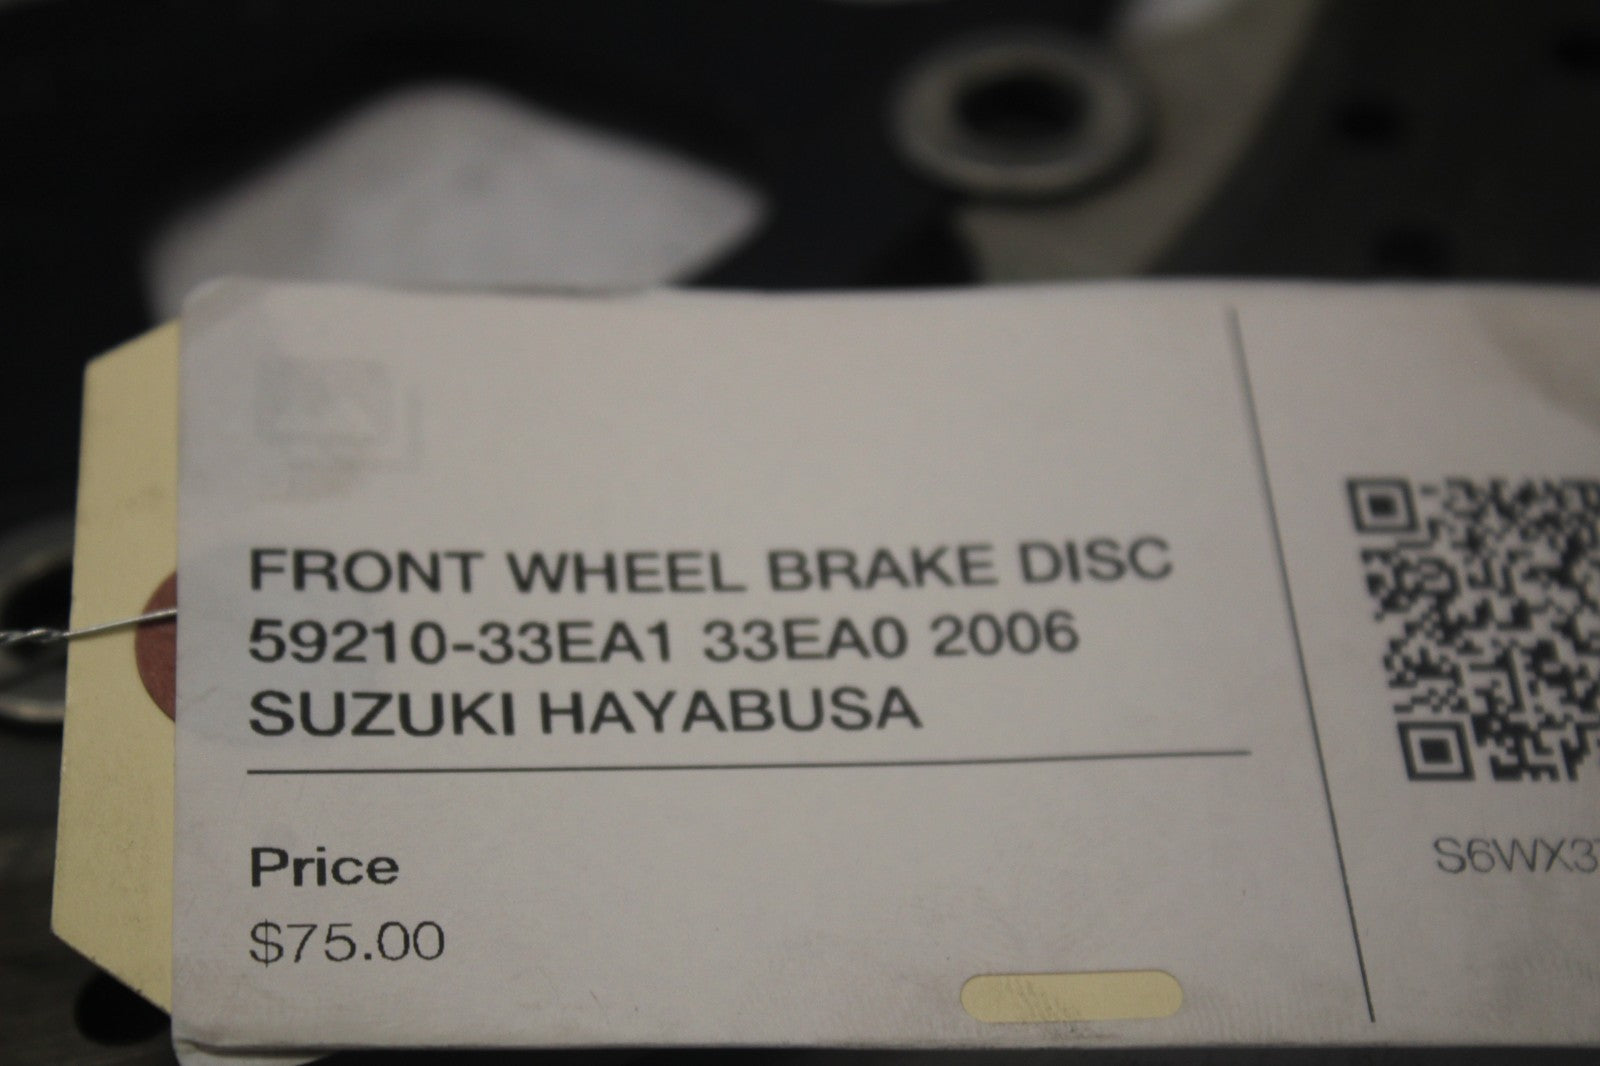 FRONT WHEEL BRAKE DISC
59210-33EA1 33EA0 2006
SUZUKI HAYABUSA
Price
$75.00
S6WX3